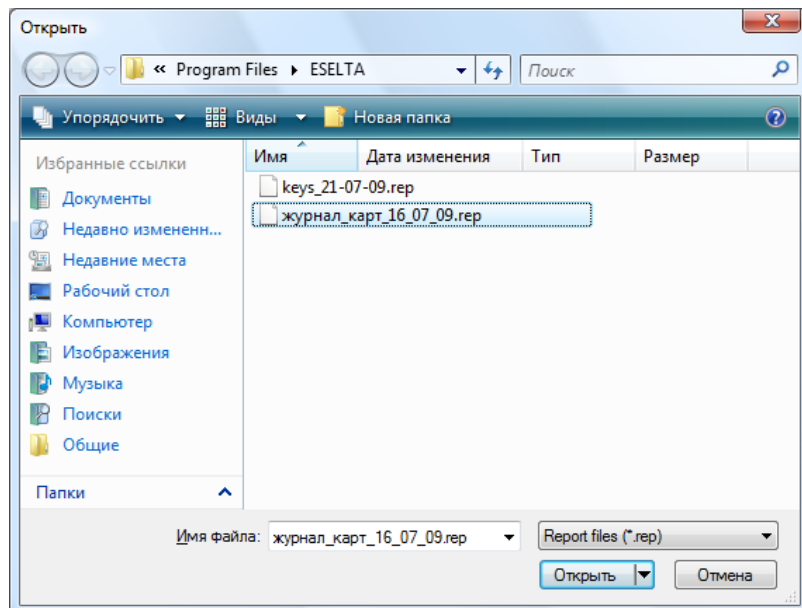 Открыть
« Program Files ▸ ESELTA
Поиск
Упорядочить Виды Новая папка
Избранные ссылки
Документы
Недавно измененн...
Недавние места
Рабочий стол
Компьютер
Изображения
Музыка
Поиски
Общие
Папки
Имя Дата изменения Тип Размер
keys_21-07-09.rep
журнал_карт_16_07_09.rep
Имя файла: журнал_карт_16_07_09.rep Report files (*.rep)
Открыть Отмена